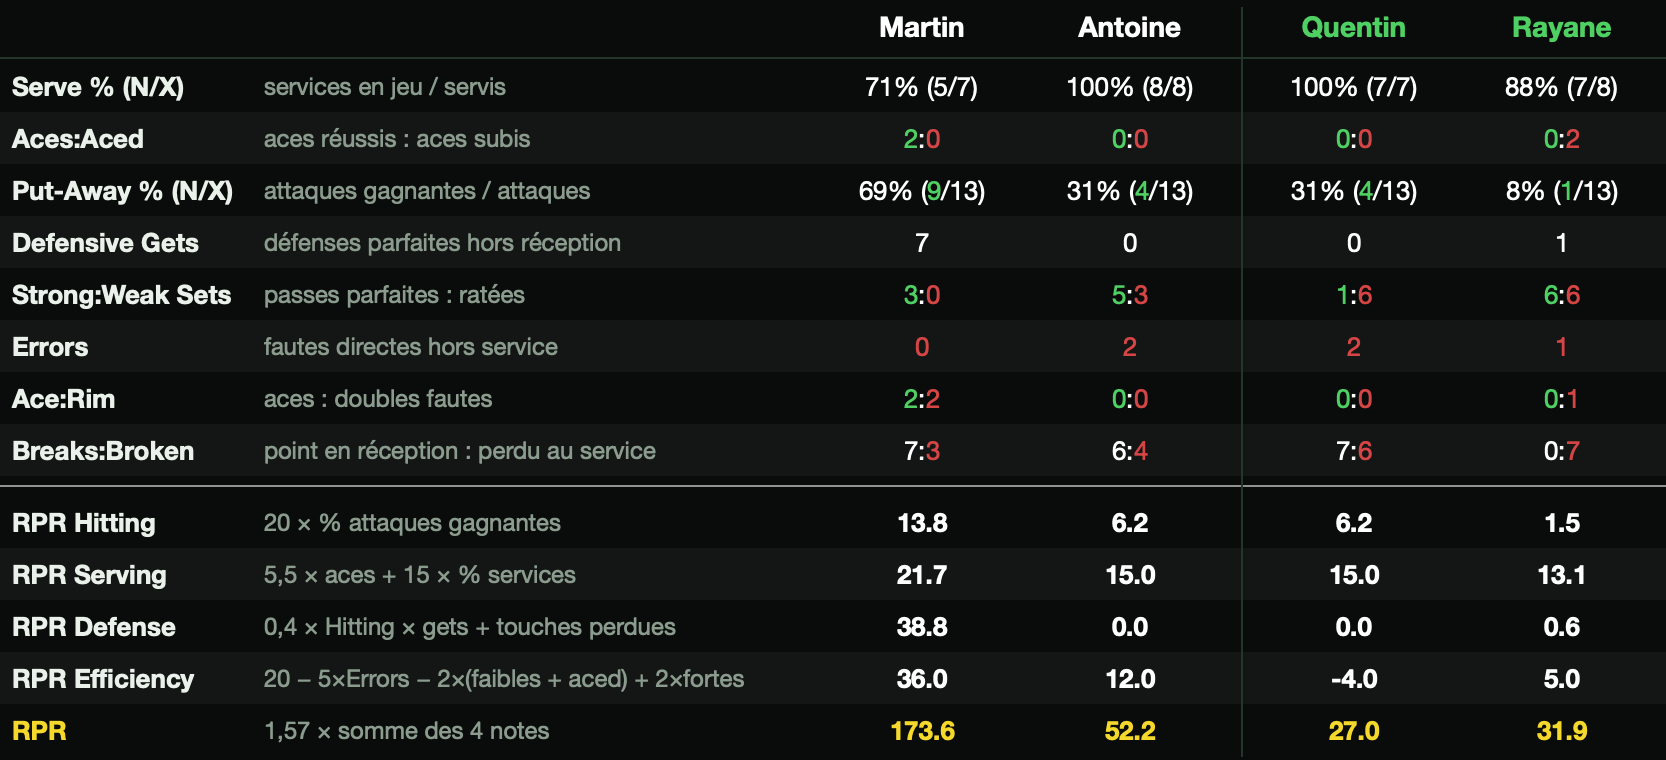 Martin Antoine Quentin Rayane
Serve % (N/X) services en jeu / servis 71% (5/7) 100% (8/8) 100% (7/7) 88% (7/8)
Aces:Aced aces réussis : aces subis 2:0 0:0 0:0 0:2
Put-Away % (N/X) attaques gagnantes / attaques 69% (9/13) 31% (4/13) 31% (4/13) 8% (1/13)
Defensive Gets défenses parfaites hors réception 7 0 0 1
Strong:Weak Sets passes parfaites : ratées 3:0 5:3 1:6 6:6
Errors fautes directes hors service 0 2 2 1
Ace:Rim aces : doubles fautes 2:2 0:0 0:0 0:1
Breaks:Broken point en réception : perdu au service 7:3 6:4 7:6 0:7
RPR Hitting 20 × % attaques gagnantes 13.8 6.2 6.2 1.5
RPR Serving 5,5 × aces + 15 × % services 21.7 15.0 15.0 13.1
RPR Defense 0,4 × Hitting × gets + touches perdues 38.8 0.0 0.0 0.6
RPR Efficiency 20 – 5×Errors – 2×(faibles + aced) + 2×fortes 36.0 12.0 -4.0 5.0
RPR 1,57 × somme des 4 notes 173.6 52.2 27.0 31.9